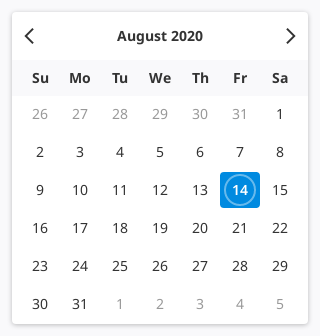 August 2020
Su Mo Tu We Th Fr Sa
26 27 28 29 30 31 1
2 3 4 5 6 7 8
9 10 11 12 13 14 15
16 17 18 19 20 21 22
23 24 25 26 27 28 29
30 31 1 2 3 4 5